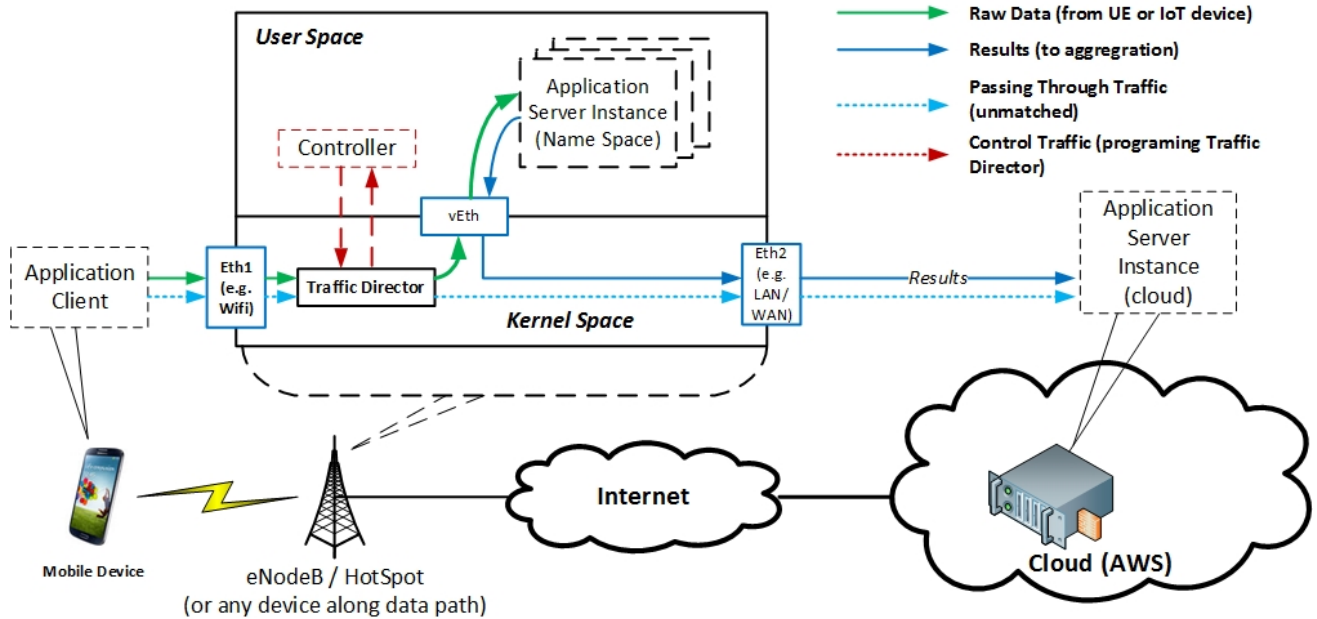 User Space
Application
Server Instance
(Name Space)
Controller
vEth
Raw Data (from UE or IoT device)
Results (to aggregration)
Passing Through Traffic
(unmatched)
Control Traffic (programing Traffic
Director)
Application
Client
Eth1
(e.g.
Wifi)
Traffic Director
Kernel Space
Eth2
(e.g.
LAN/
WAN)
Results
Application
Server
Instance
(cloud)
Mobile Device
eNodeB / HotSpot
(or any device along data path)
Internet
Cloud (AWS)